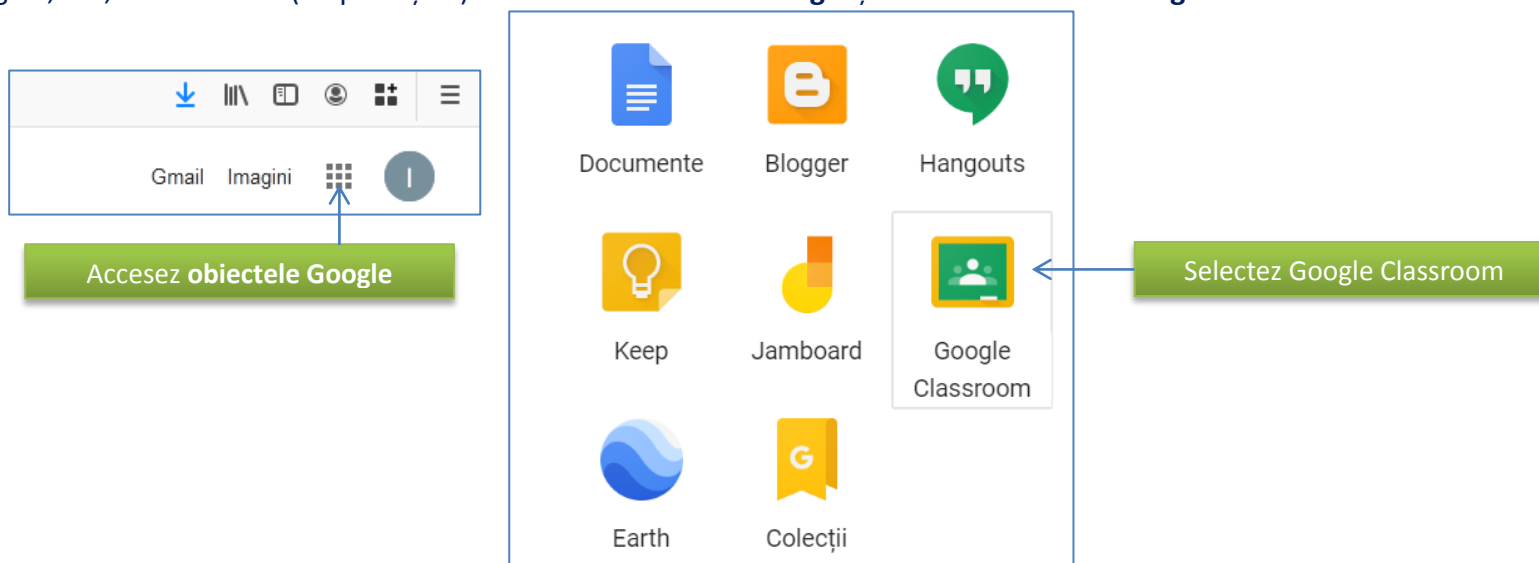 Gmail Imagini I
Accesez obiectele Google
Documente Blogger Hangouts
Keep Jamboard Google
Classroom
Earth Colecții
G
Selectez Google Classroom